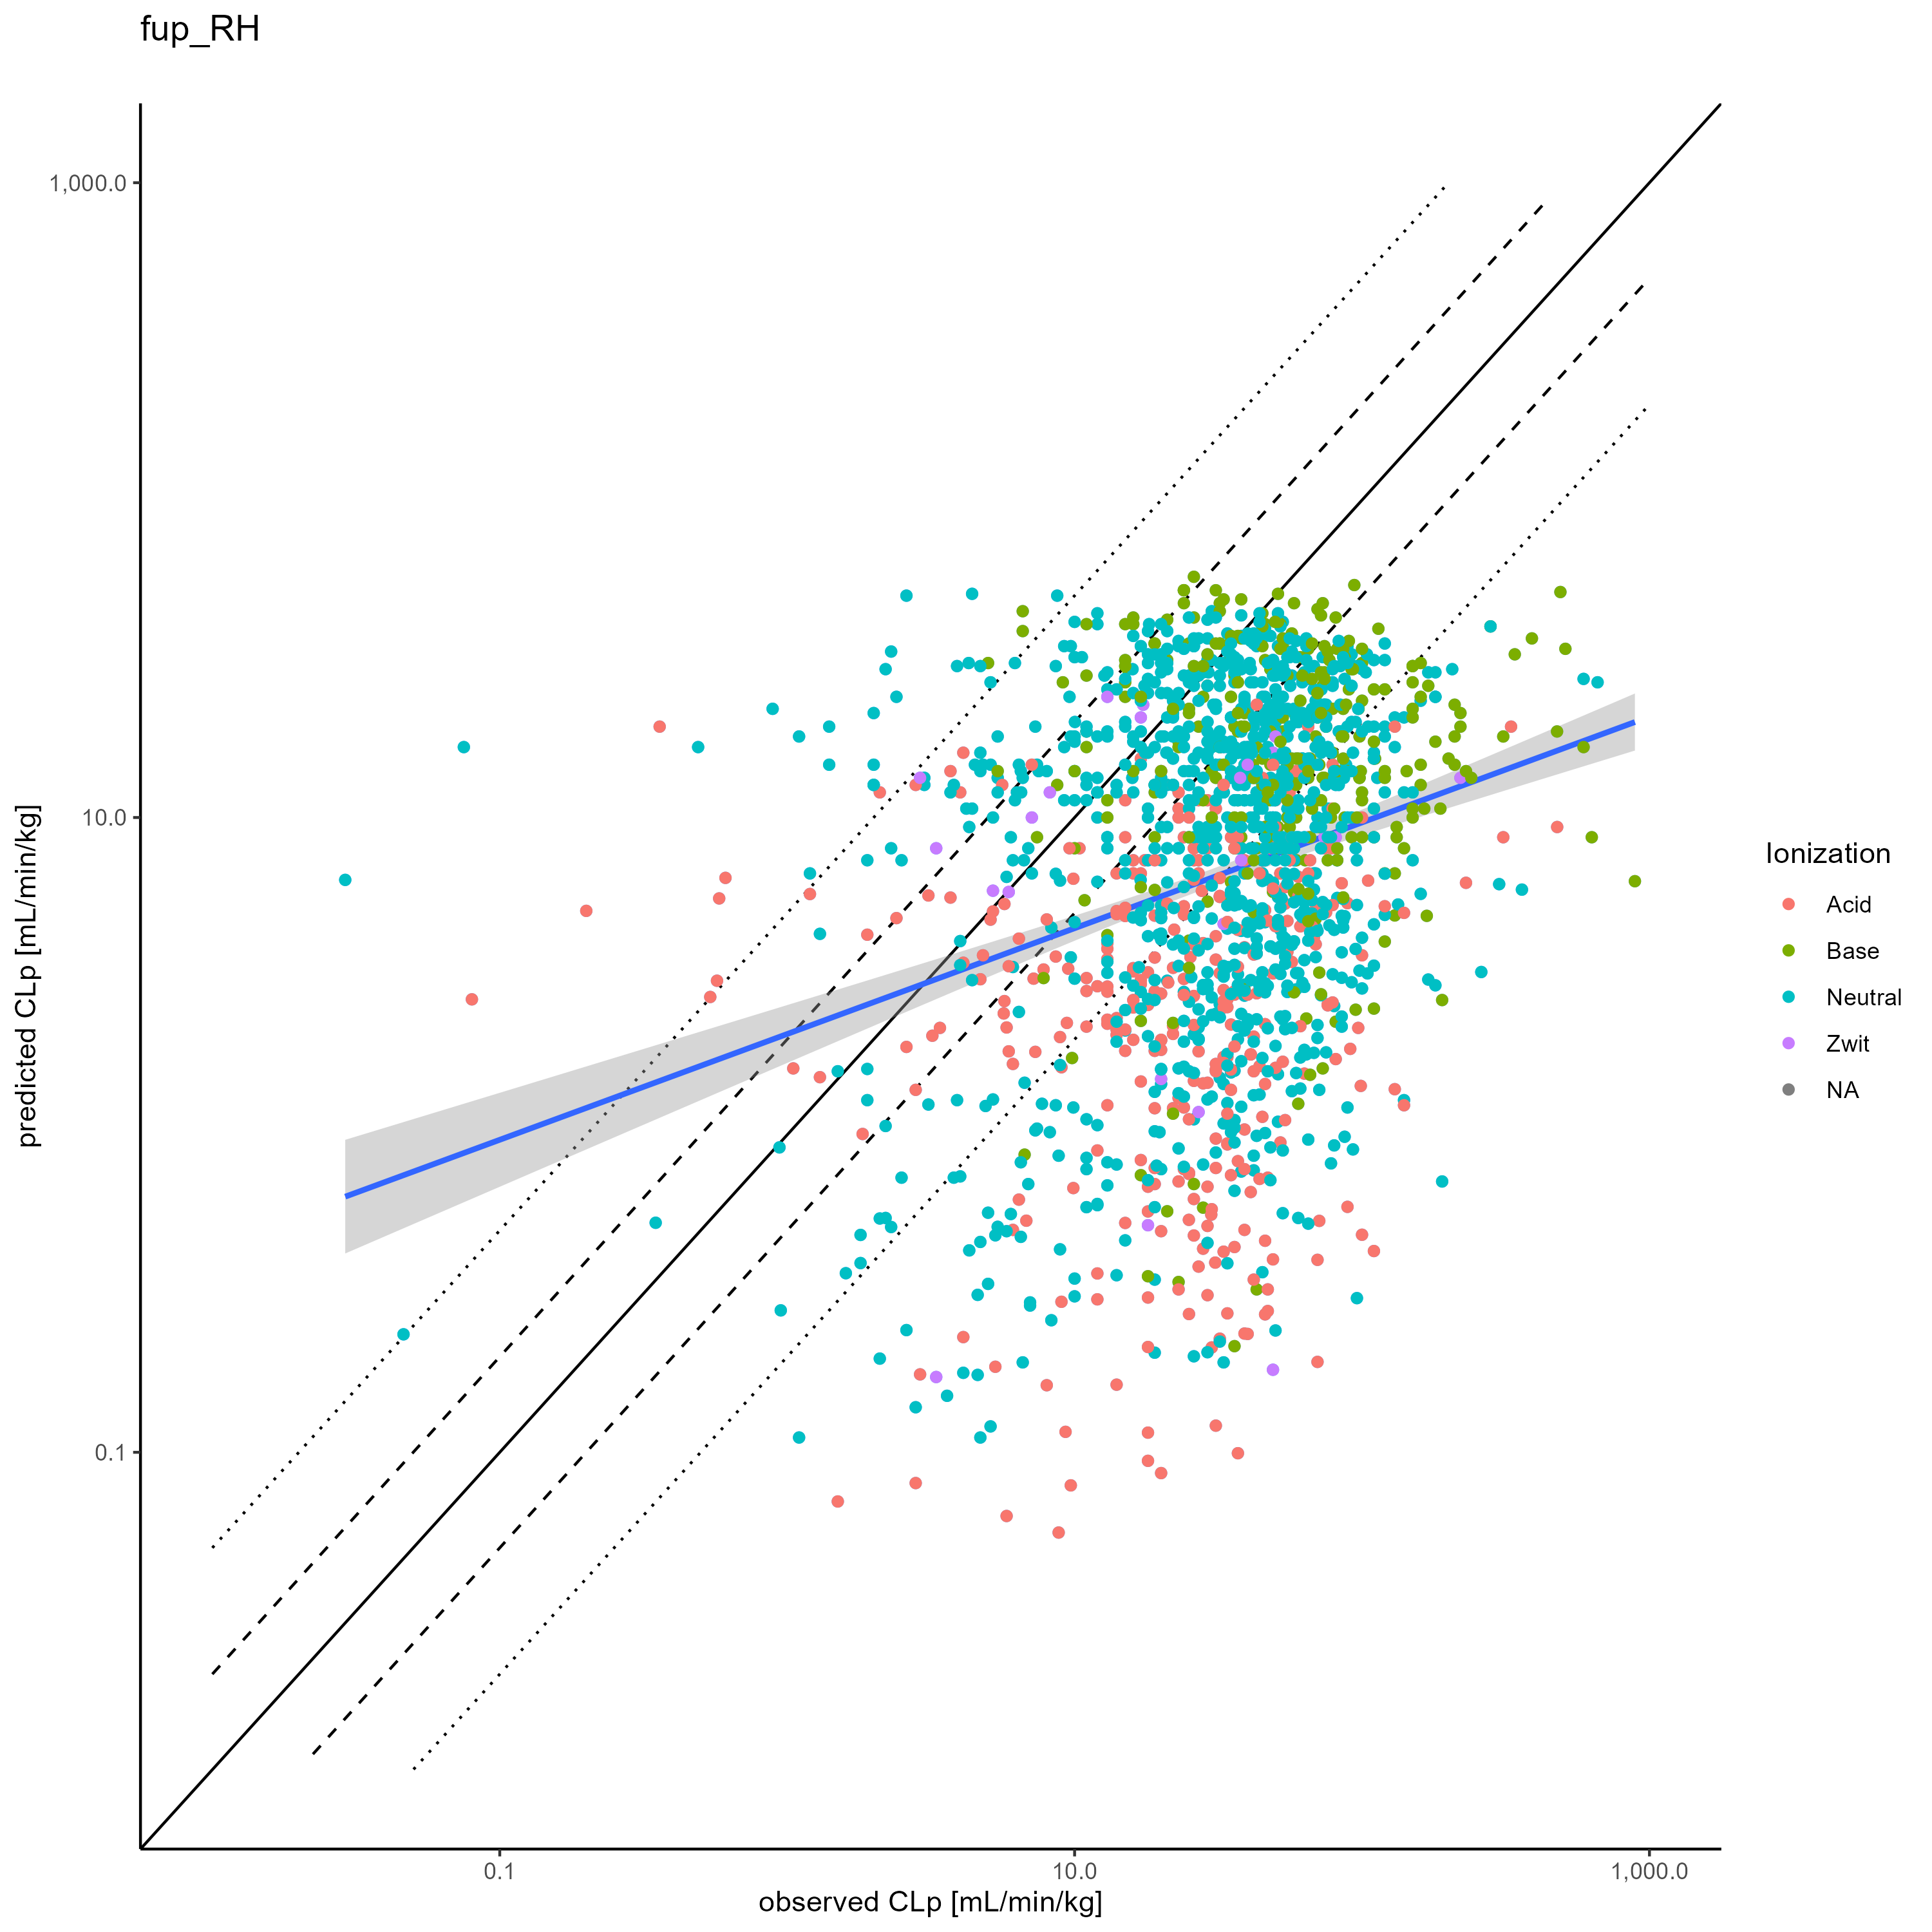 fup_RH
predicted CLp [mL/min/kg]
1,000.0
10.0
0.1
0.1
10.0
1,000.0
observed CLp [mL/min/kg]
Ionization
Acid
Base
Neutral
Zwit
NA